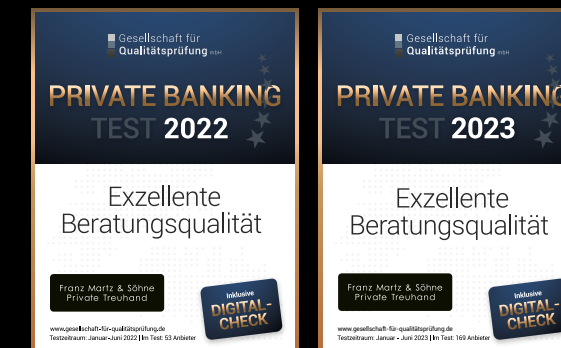 Gesellschaft für
Qualitätsprüfung mbH
PRIVATE BANKING
TEST 2022
Exzellente
Beratungsqualität
Franz Martz & Söhne
Private Treuhand
Inklusive
DIGITAL-
CHECK
www.gesellschaft-für-qualitätsprüfung.de
Testzeitraum: Januar-Juni 2022 | Im Test: 53 Anbieter
Gesellschaft für
Qualitätsprüfung mbH
PRIVATE BANKING
TEST 2023
Exzellente
Beratungsqualität
Franz Martz & Söhne
Private Treuhand
Inklusive
DIGITAL-
CHECK
www.gesellschaft-für-qualitätsprüfung.de
Testzeitraum: Januar - Juni 2023 | Im Test: 169 Anbieter